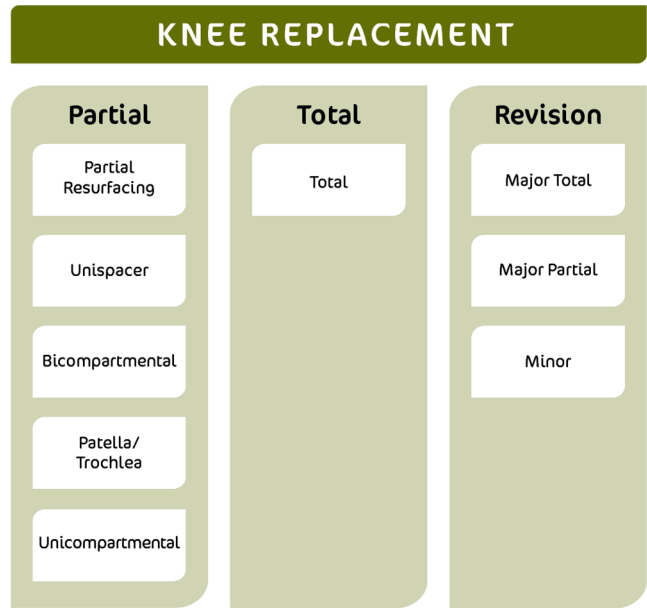 KNEE REPLACEMENT
Partial
Partial
Resurfacing
Unispacer
Bicompartmental
Patella/
Trochlea
Unicompartmental
Total
Total
Revision
Major Total
Major Partial
Minor